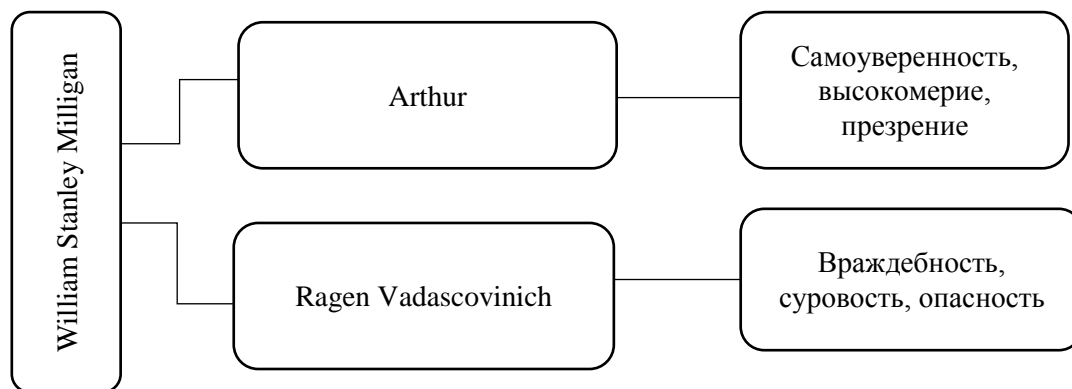 William Stanley Milligan
Arthur
Самоуверенность,
высокомерие,
презрение
Ragen Vadascovinich
Враждебность,
суровость, опасность